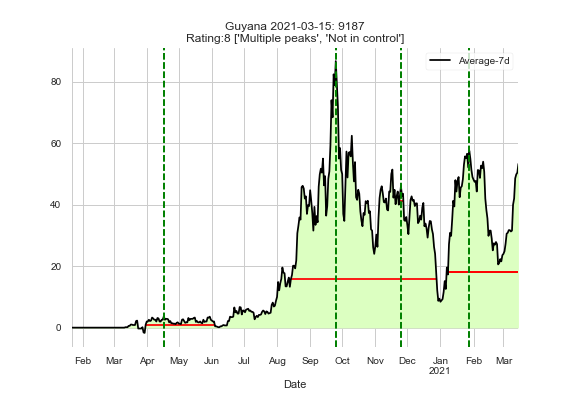 Guyana 2021-03-15: 9187
Rating:8 ['Multiple peaks', 'Not in control']
Average-7d
80
60
40
20
0
Feb Mar Apr May Jun Jul Aug Sep Oct Nov Dec Jan Feb Mar
2021
Date